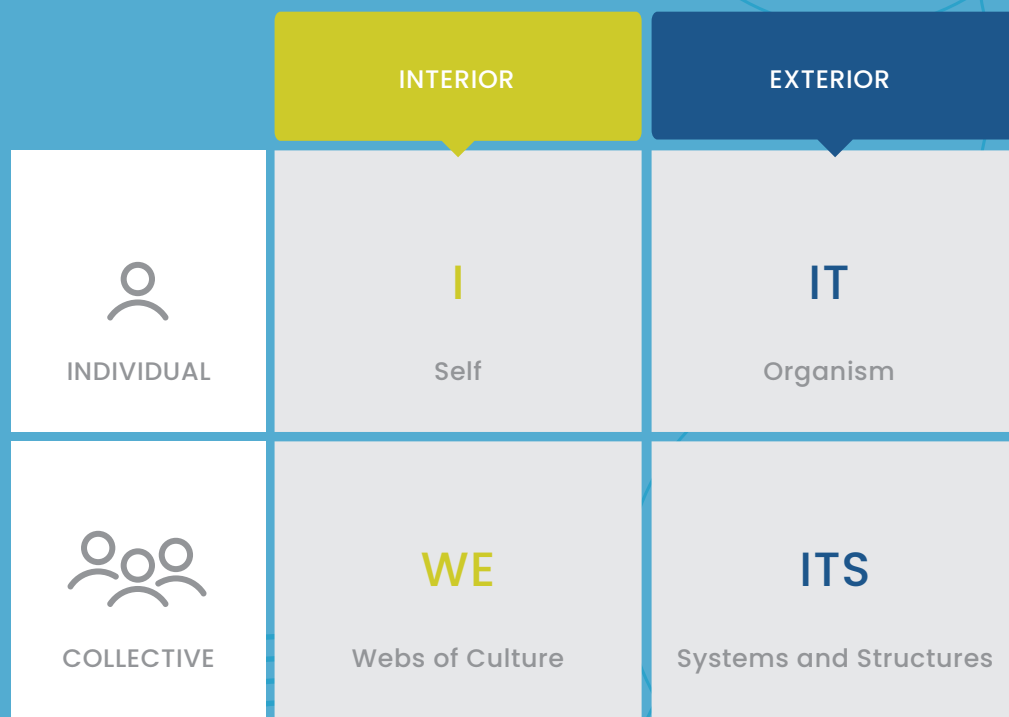 INTERIOR
EXTERIOR
INDIVIDUAL
I
Self
IT
Organism
COLLECTIVE
WE
Webs of Culture
ITS
Systems and Structures